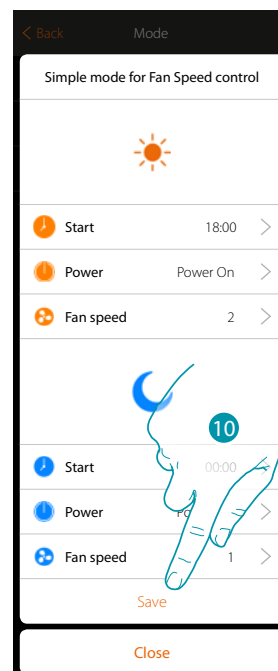 < Back Mode
Simple mode for Fan Speed control
Start 18:00 >
Power Power On >
Fan speed 2 >
10
Start 00:00
Power >
Fan speed 1 >
Save
Close